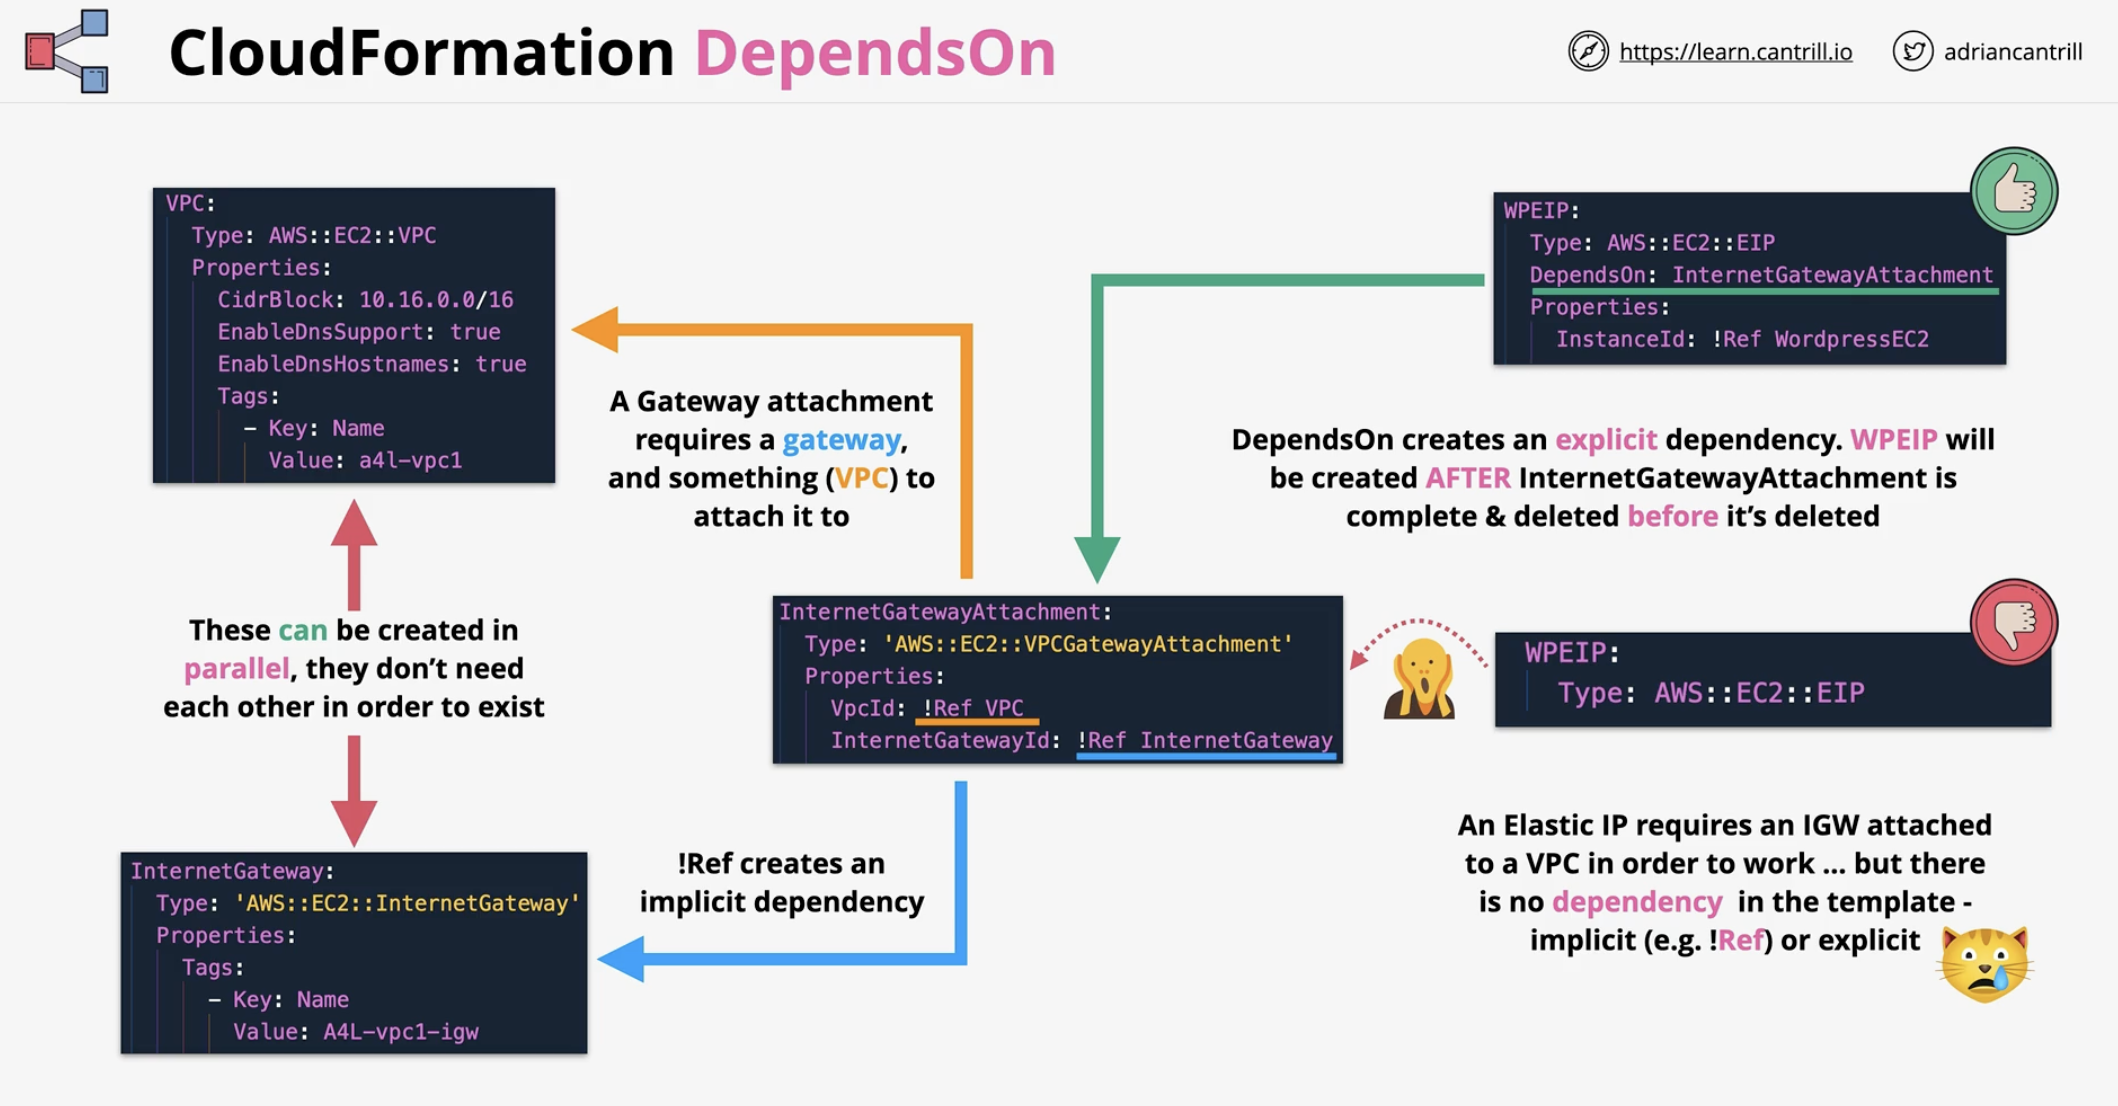 CloudFormation DependsOn
https://learn.cantrill.io
adriancantrill
VPC:
Type: AWS::EC2::VPC
Properties:
CidrBlock: 10.16.0.0/16
EnableDnsSupport: true
EnableDnsHostnames: true
Tags:
- Key: Name
Value: a4l-vpc1
These can be created in
parallel, they don’t need
each other in order to exist
InternetGateway:
Type: 'AWS::EC2::InternetGateway'
Properties:
Tags:
- Key: Name
Value: A4L-vpc1-igw
A Gateway attachment
requires a gateway,
and something (VPC) to
attach it to
InternetGatewayAttachment:
Type: 'AWS::EC2::VPCGatewayAttachment'
Properties:
VpcId: !Ref VPC
InternetGatewayId: !Ref InternetGateway
!Ref creates an
implicit dependency
WPEIP:
Type: AWS::EC2::EIP
DependsOn: InternetGatewayAttachment
Properties:
InstanceId: !Ref WordpressEC2
DependsOn creates an explicit dependency. WPEIP will
be created AFTER InternetGatewayAttachment is
complete & deleted before it’s deleted
WPEIP:
Type: AWS::EC2::EIP
An Elastic IP requires an IGW attached
to a VPC in order to work ... but there
is no dependency in the template -
implicit (e.g. !Ref) or explicit